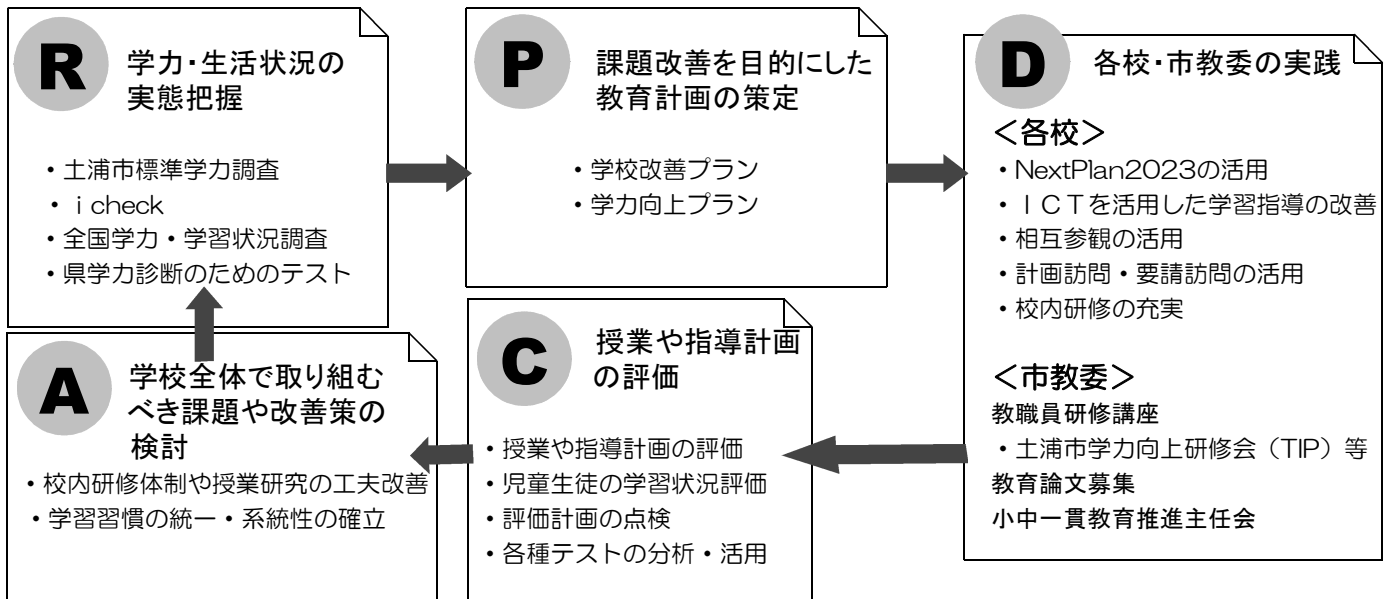 R
学力・生活状況の
実態把握
・土浦市標準学力調査
・ｉcheck
・全国学力・学習状況調査
・県学力診断のためのテスト
P
課題改善を目的にした
教育計画の策定
・学校改善プラン
・学力向上プラン
D
各校・市教委の実践
＜各校＞
・NextPlan2023の活用
・ＩＣＴを活用した学習指導の改善
・相互参観の活用
・計画訪問・要請訪問の活用
・校内研修の充実
＜市教委＞
教職員研修講座
・土浦市学力向上研修会（TIP）等
教育論文募集
小中一貫教育推進主任会
C
授業や指導計画
の評価
・授業や指導計画の評価
・児童生徒の学習状況評価
・評価計画の点検
・各種テストの分析・活用
A
学校全体で取り組む
べき課題や改善策の
検討
・校内研修体制や授業研究の工夫改善
・学習習慣の統一・系統性の確立